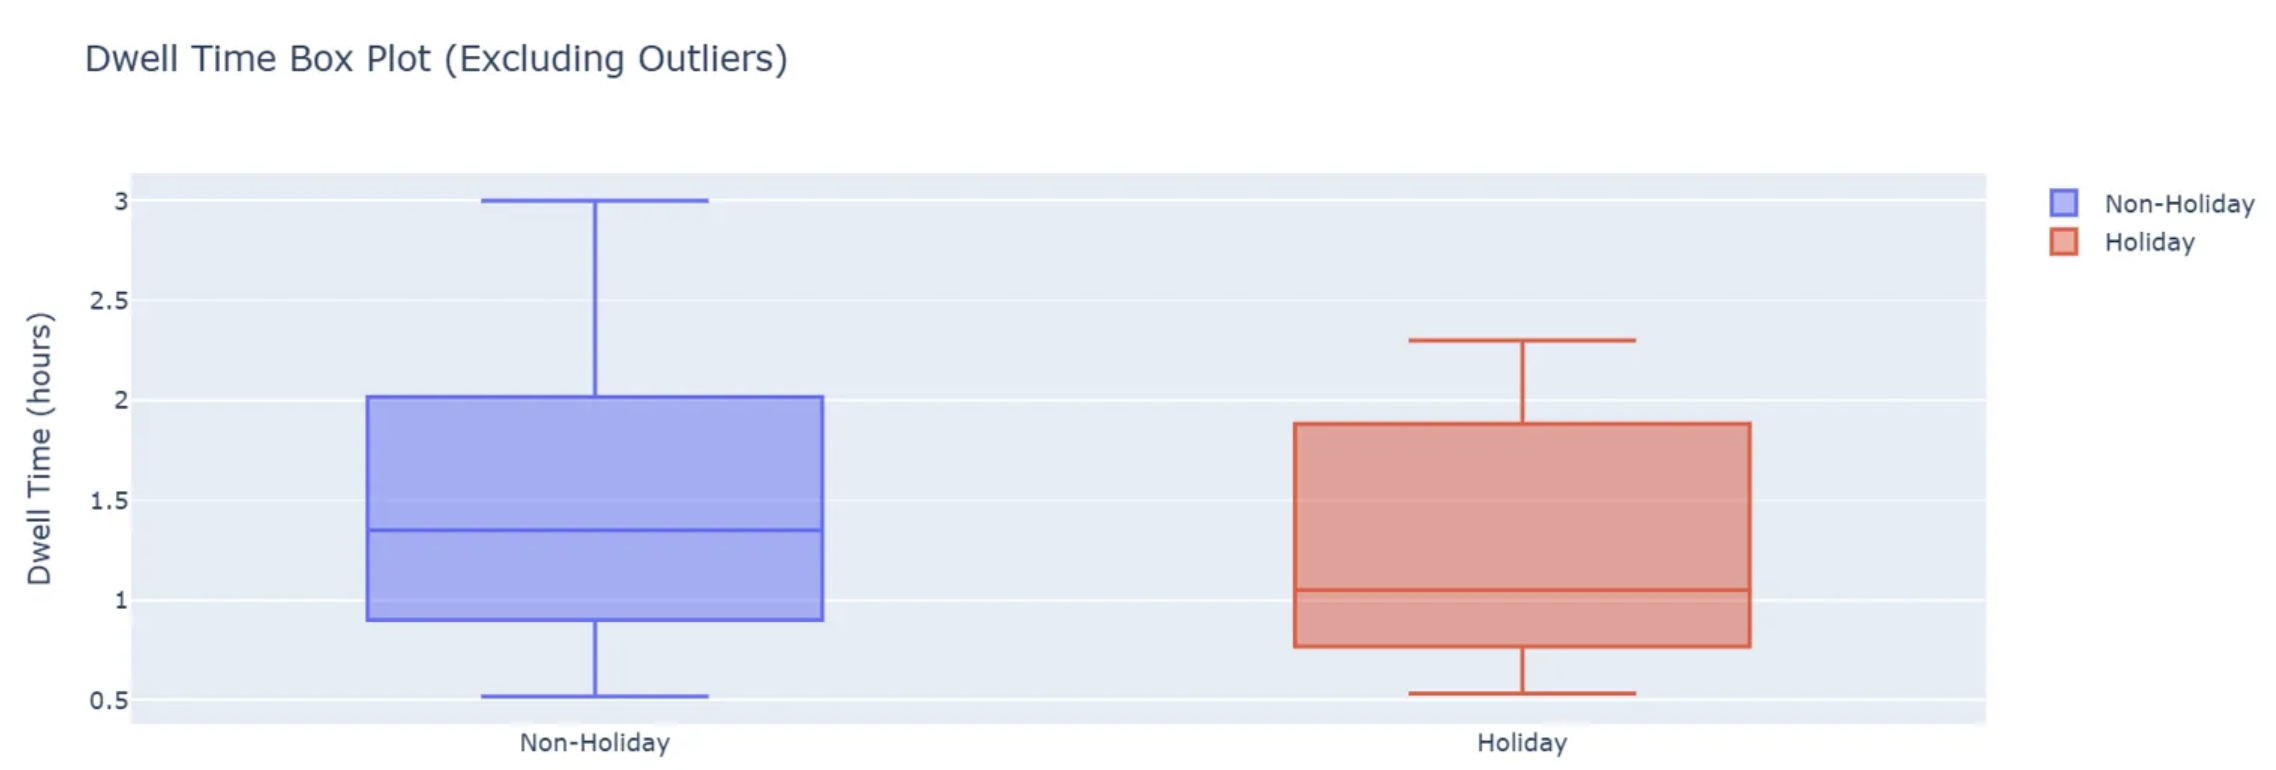 Dwell Time Box Plot (Excluding Outliers)
Dwell Time (hours)
3
2.5
2
1.5
1
0.5
Non-Holiday
Holiday
Non-Holiday
Holiday